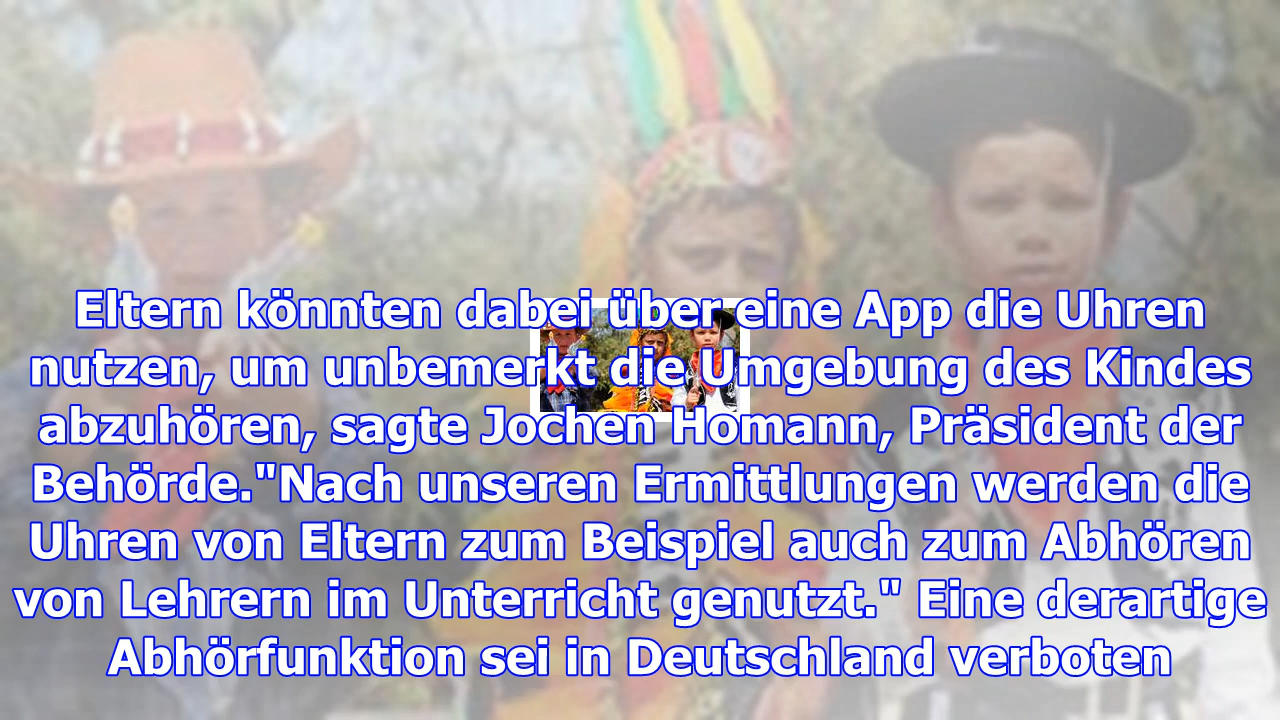 Eltern könnten dabei über eine App die Uhren
nutzen, um unbemerkt die Umgebung des Kindes
abzuhören, sagte Jochen Homann, Präsident der
Behörde."Nach unseren Ermittlungen werden die
Uhren von Eltern zum Beispiel auch zum Abhören
von Lehrern im Unterricht genutzt." Eine derartige
Abhörfunktion sei in Deutschland verboten